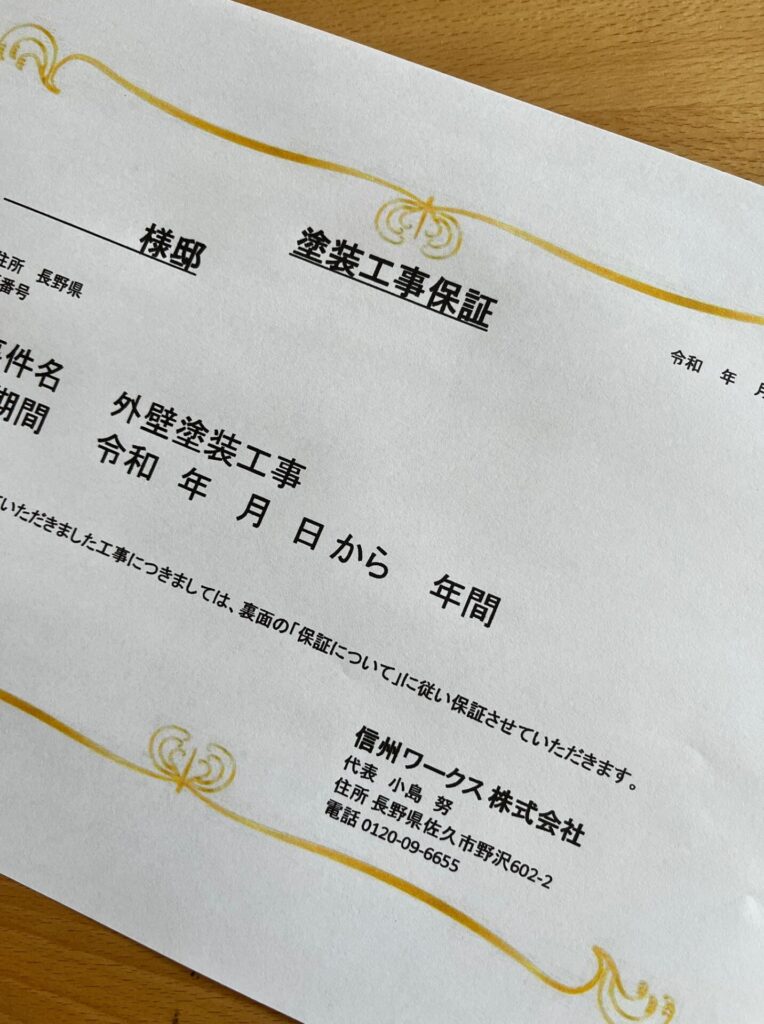 様邸 塗装工事保証
住所 長野県
番号
令和 年 月
件名 外壁塗装工事
期間 令和 年 月 日 から 年間
いただきました工事につきましては、裏面の「保証について」に従い保証させていただきます。
信州ワークス 株式会社
代表 小島 努
住所 長野県佐久市野沢602-2
電話 0120-09-6655